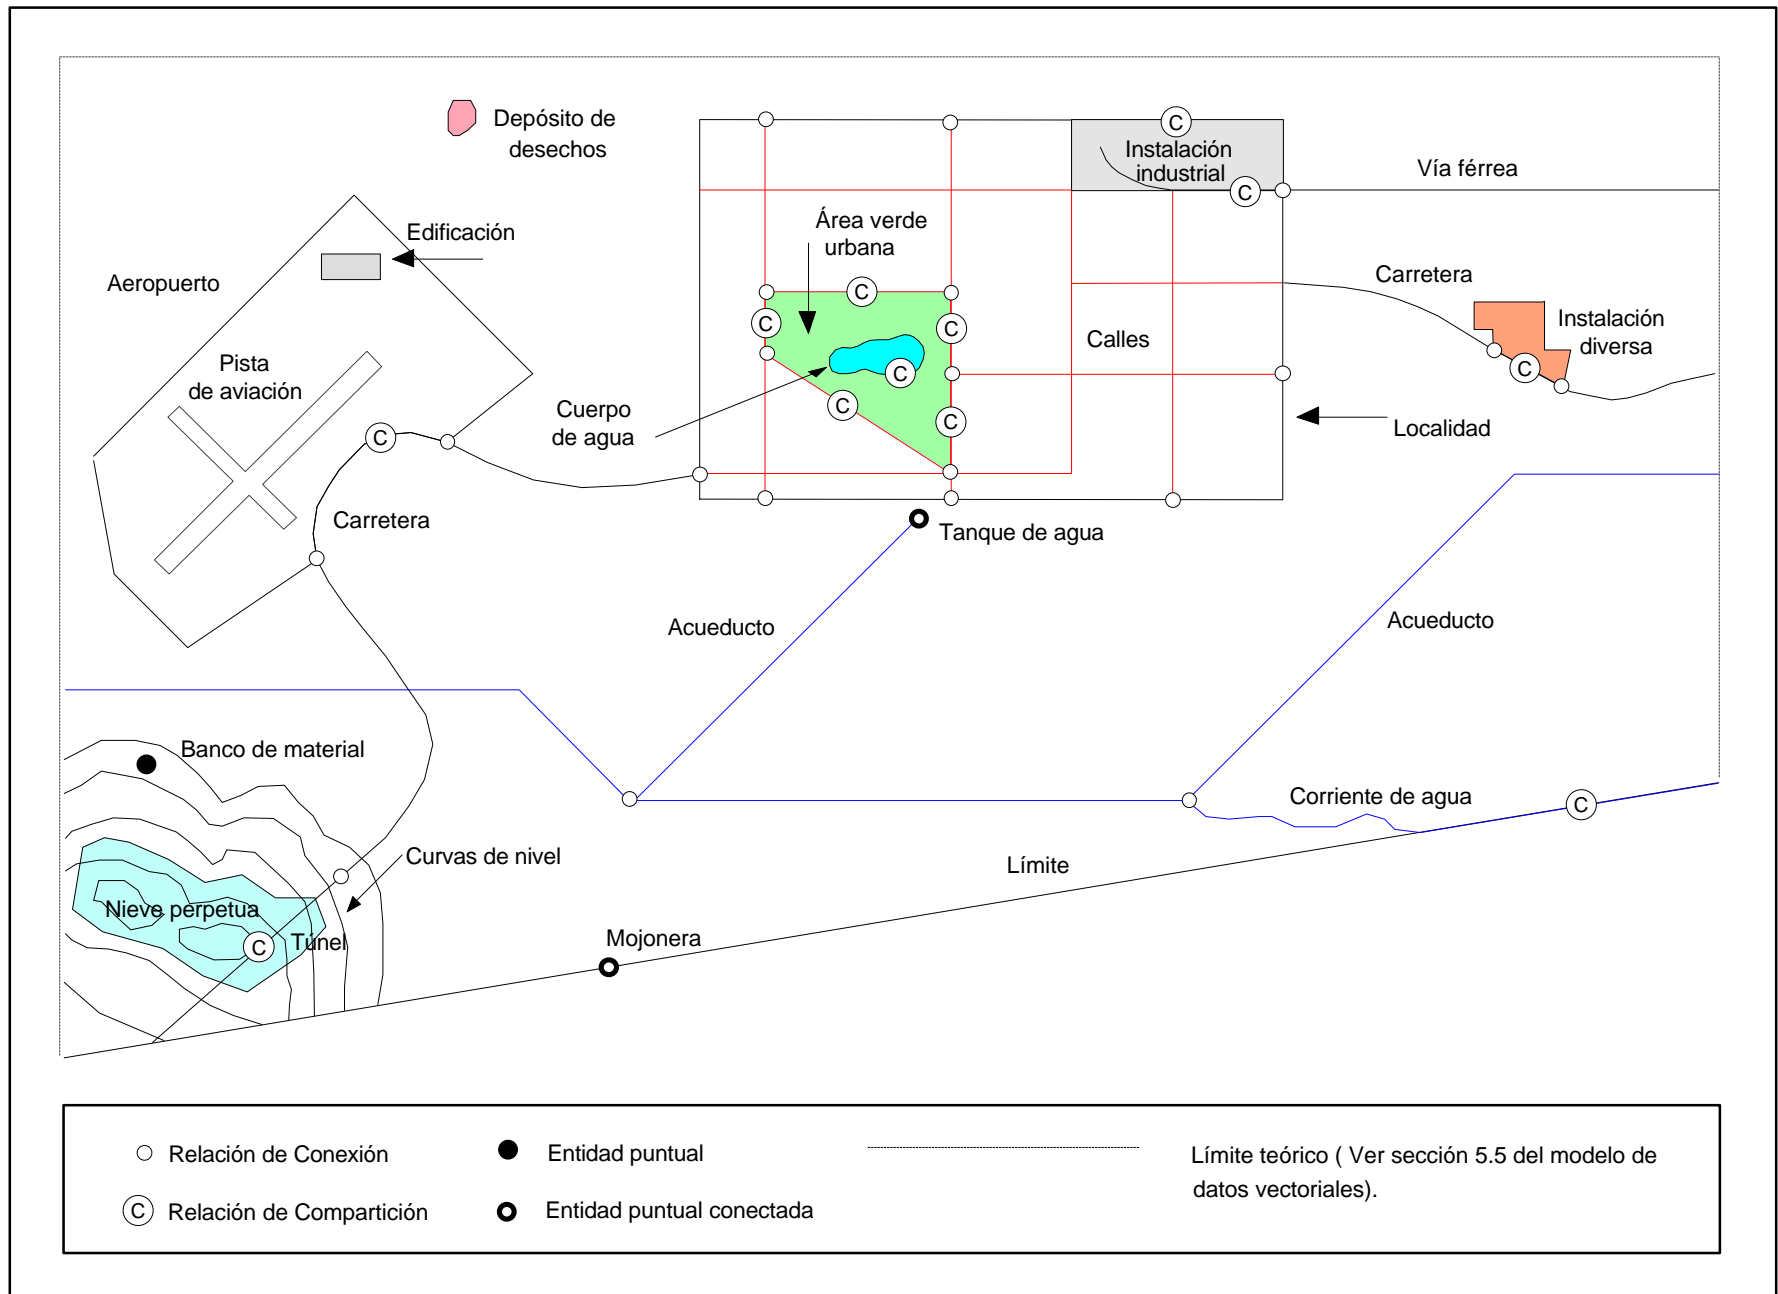 Depósito de
desechos
C
Instalación
industrial
C
Vía férrea
Edificación
Área verde
urbana
Aeropuerto
Carretera
C
C
C
Instalación
diversa
Calles
Pista
de aviación
C
C
Cuerpo
de agua
C
C
C
Localidad
Carretera
Tanque de agua
Acueducto
Acueducto
Banco de material
Corriente de agua
C
Curvas de nivel
Límite
Nieve perpetua
C
Túnel
Mojonera
Relación de Conexión
Entidad puntual
Límite teórico ( Ver sección 5.5 del modelo de
datos vectoriales).
C
Relación de Compartición
Entidad puntual conectada